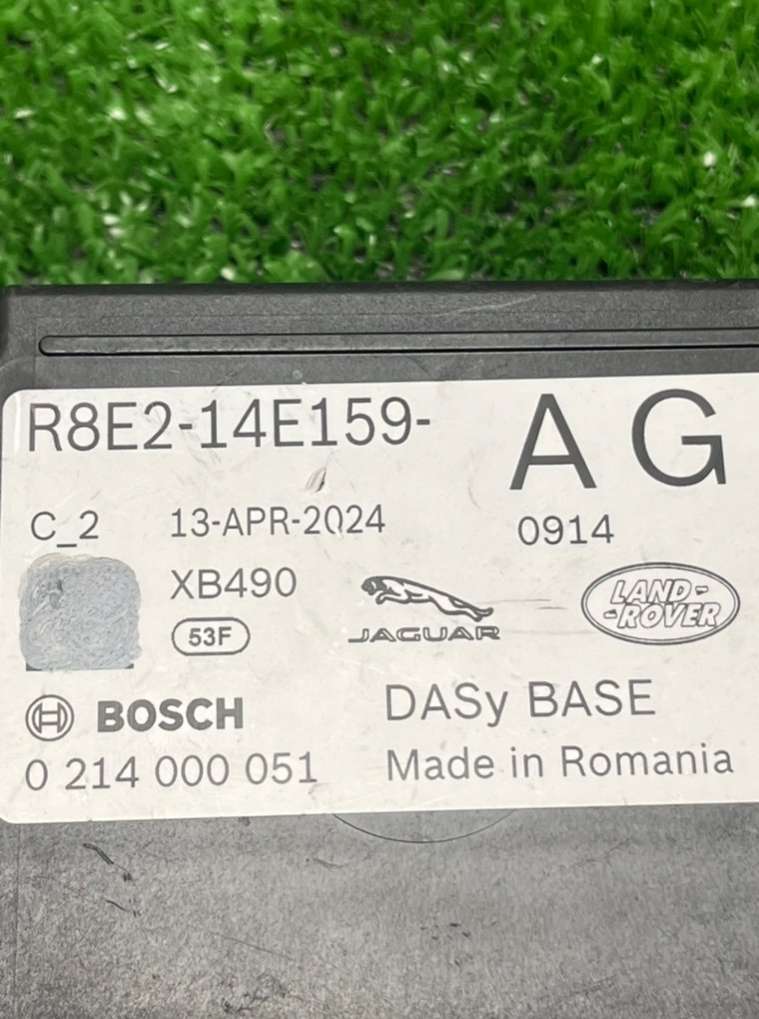 R8E2-14E159- AG
C_2 13-APR-2024 0914
XB490
JAGUAR
LAND-
-ROVER
53F
BOSCH DASy BASE
0 214 000 051 Made in Romania